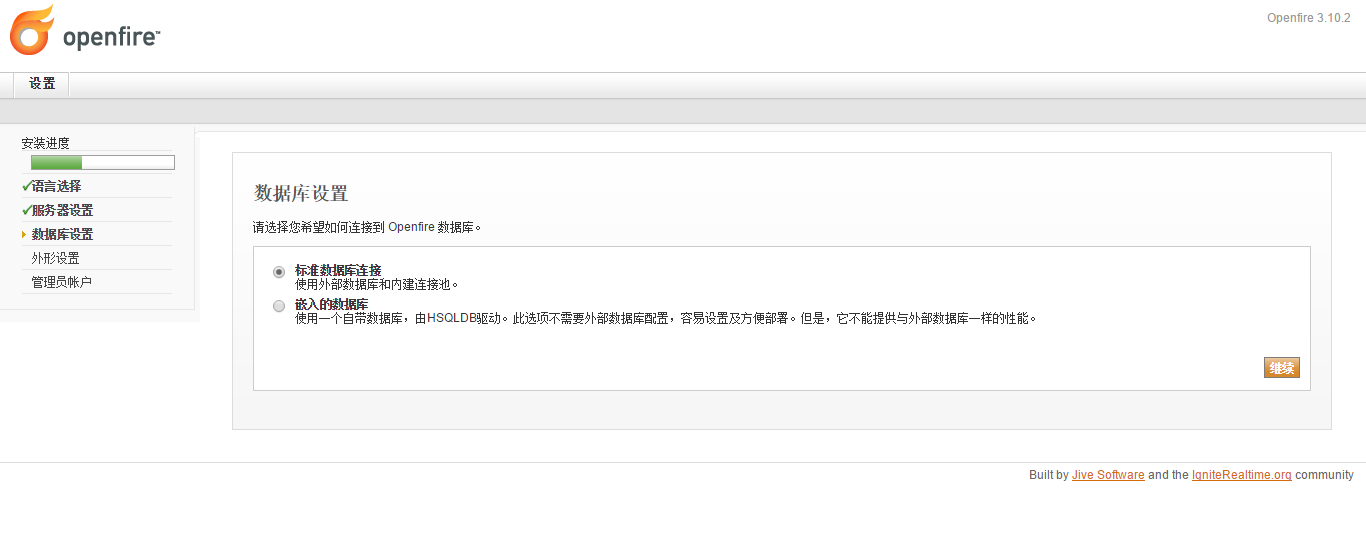 openfire™
Openfire 3.10.2
设置
安装进度
语言选择
服务器设置
数据库设置
外形设置
管理员帐户
数据库设置
请选择您希望如何连接到 Openfire 数据库。
标准数据库连接
使用外部数据库和内建连接池。
嵌入的数据库
使用一个自带数据库，由HSQLDB驱动。此选项不需要外部数据库配置，容易设置及方便部署。但是，它不能提供与外部数据库一样的性能。
继续
Built by Jive Software and the IgniteRealtime.org community